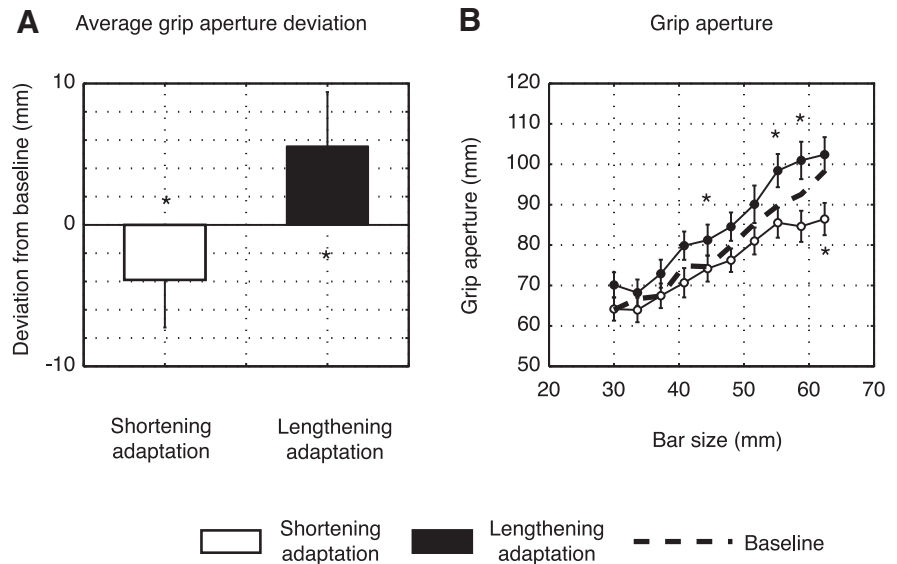 A
Average grip aperture deviation
Deviation from baseline (mm)
10
0
-10
*
*
Shortening
adaptation
Lengthening
adaptation
B
Grip aperture
Grip aperture (mm)
120
110
100
90
80
70
60
50
*
*
*
*
20
30
40
50
60
70
Bar size (mm)
Shortening
adaptation
Lengthening
adaptation
Baseline